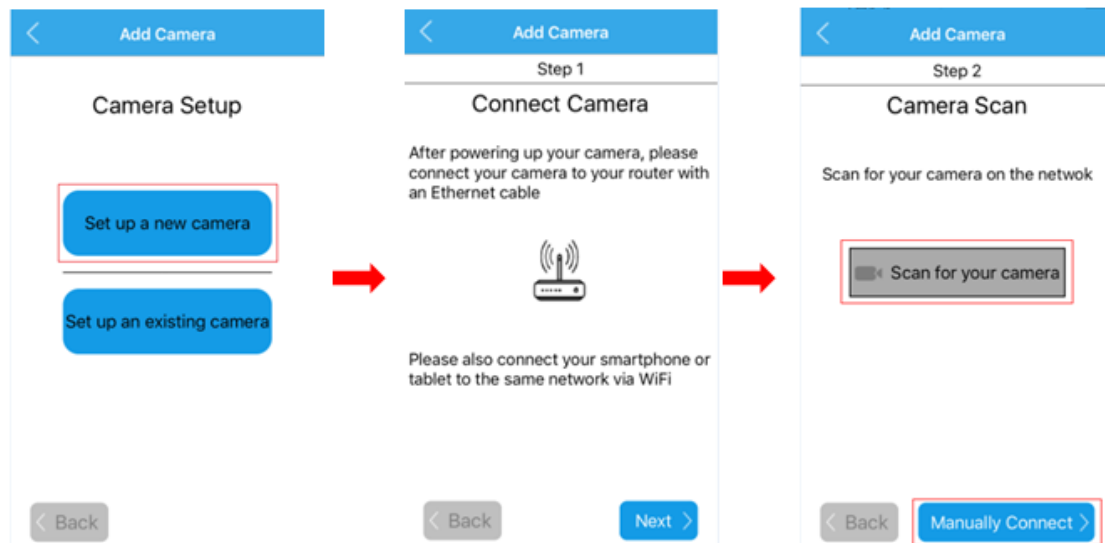 Add Camera
Camera Setup
Set up a new camera
Set up an existing camera
Back
Add Camera
Step 1
Connect Camera
After powering up your camera, please
connect your camera to your router with
an Ethernet cable
Please also connect your smartphone or
tablet to the same network via WiFi
Back
Next
Add Camera
Step 2
Camera Scan
Scan for your camera on the netwok
Scan for your camera
Back
Manually Connect